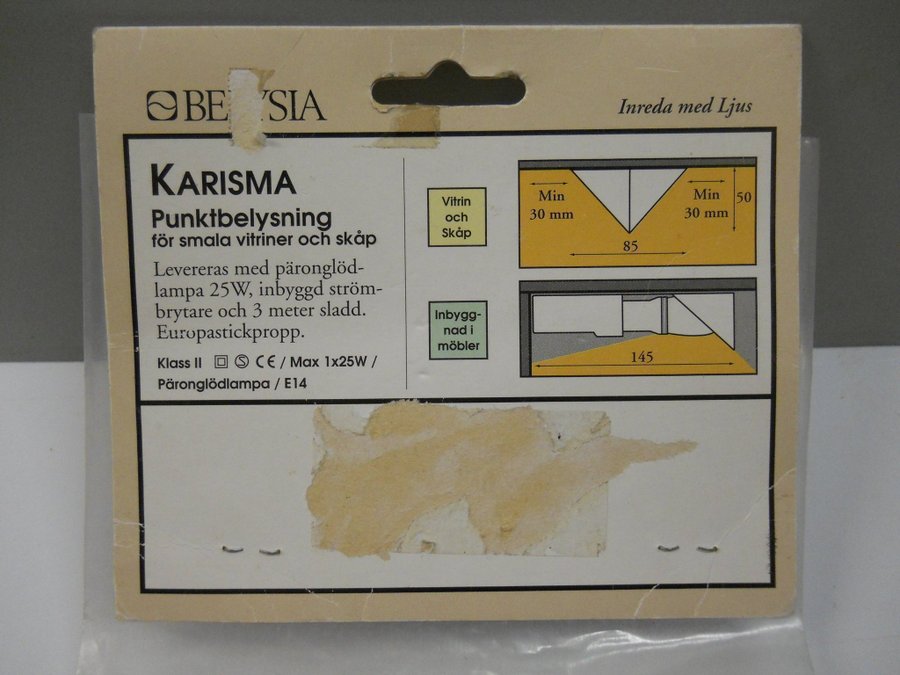 Inreda med Ljus
KARISMA
Punktbelysning
för smala vitriner och skåp
Levereras med päronglöd-
lampa 25W, inbyggd ström-
brytare och 3 meter sladd.
Europastickpropp.
Klass II S CE / Max 1x25W /
Päronglödlampa / E14
Vitrin
och
Skåp
Min
30 mm
Min
30 mm
50
85
Inbygg-
nad i
möbler
145